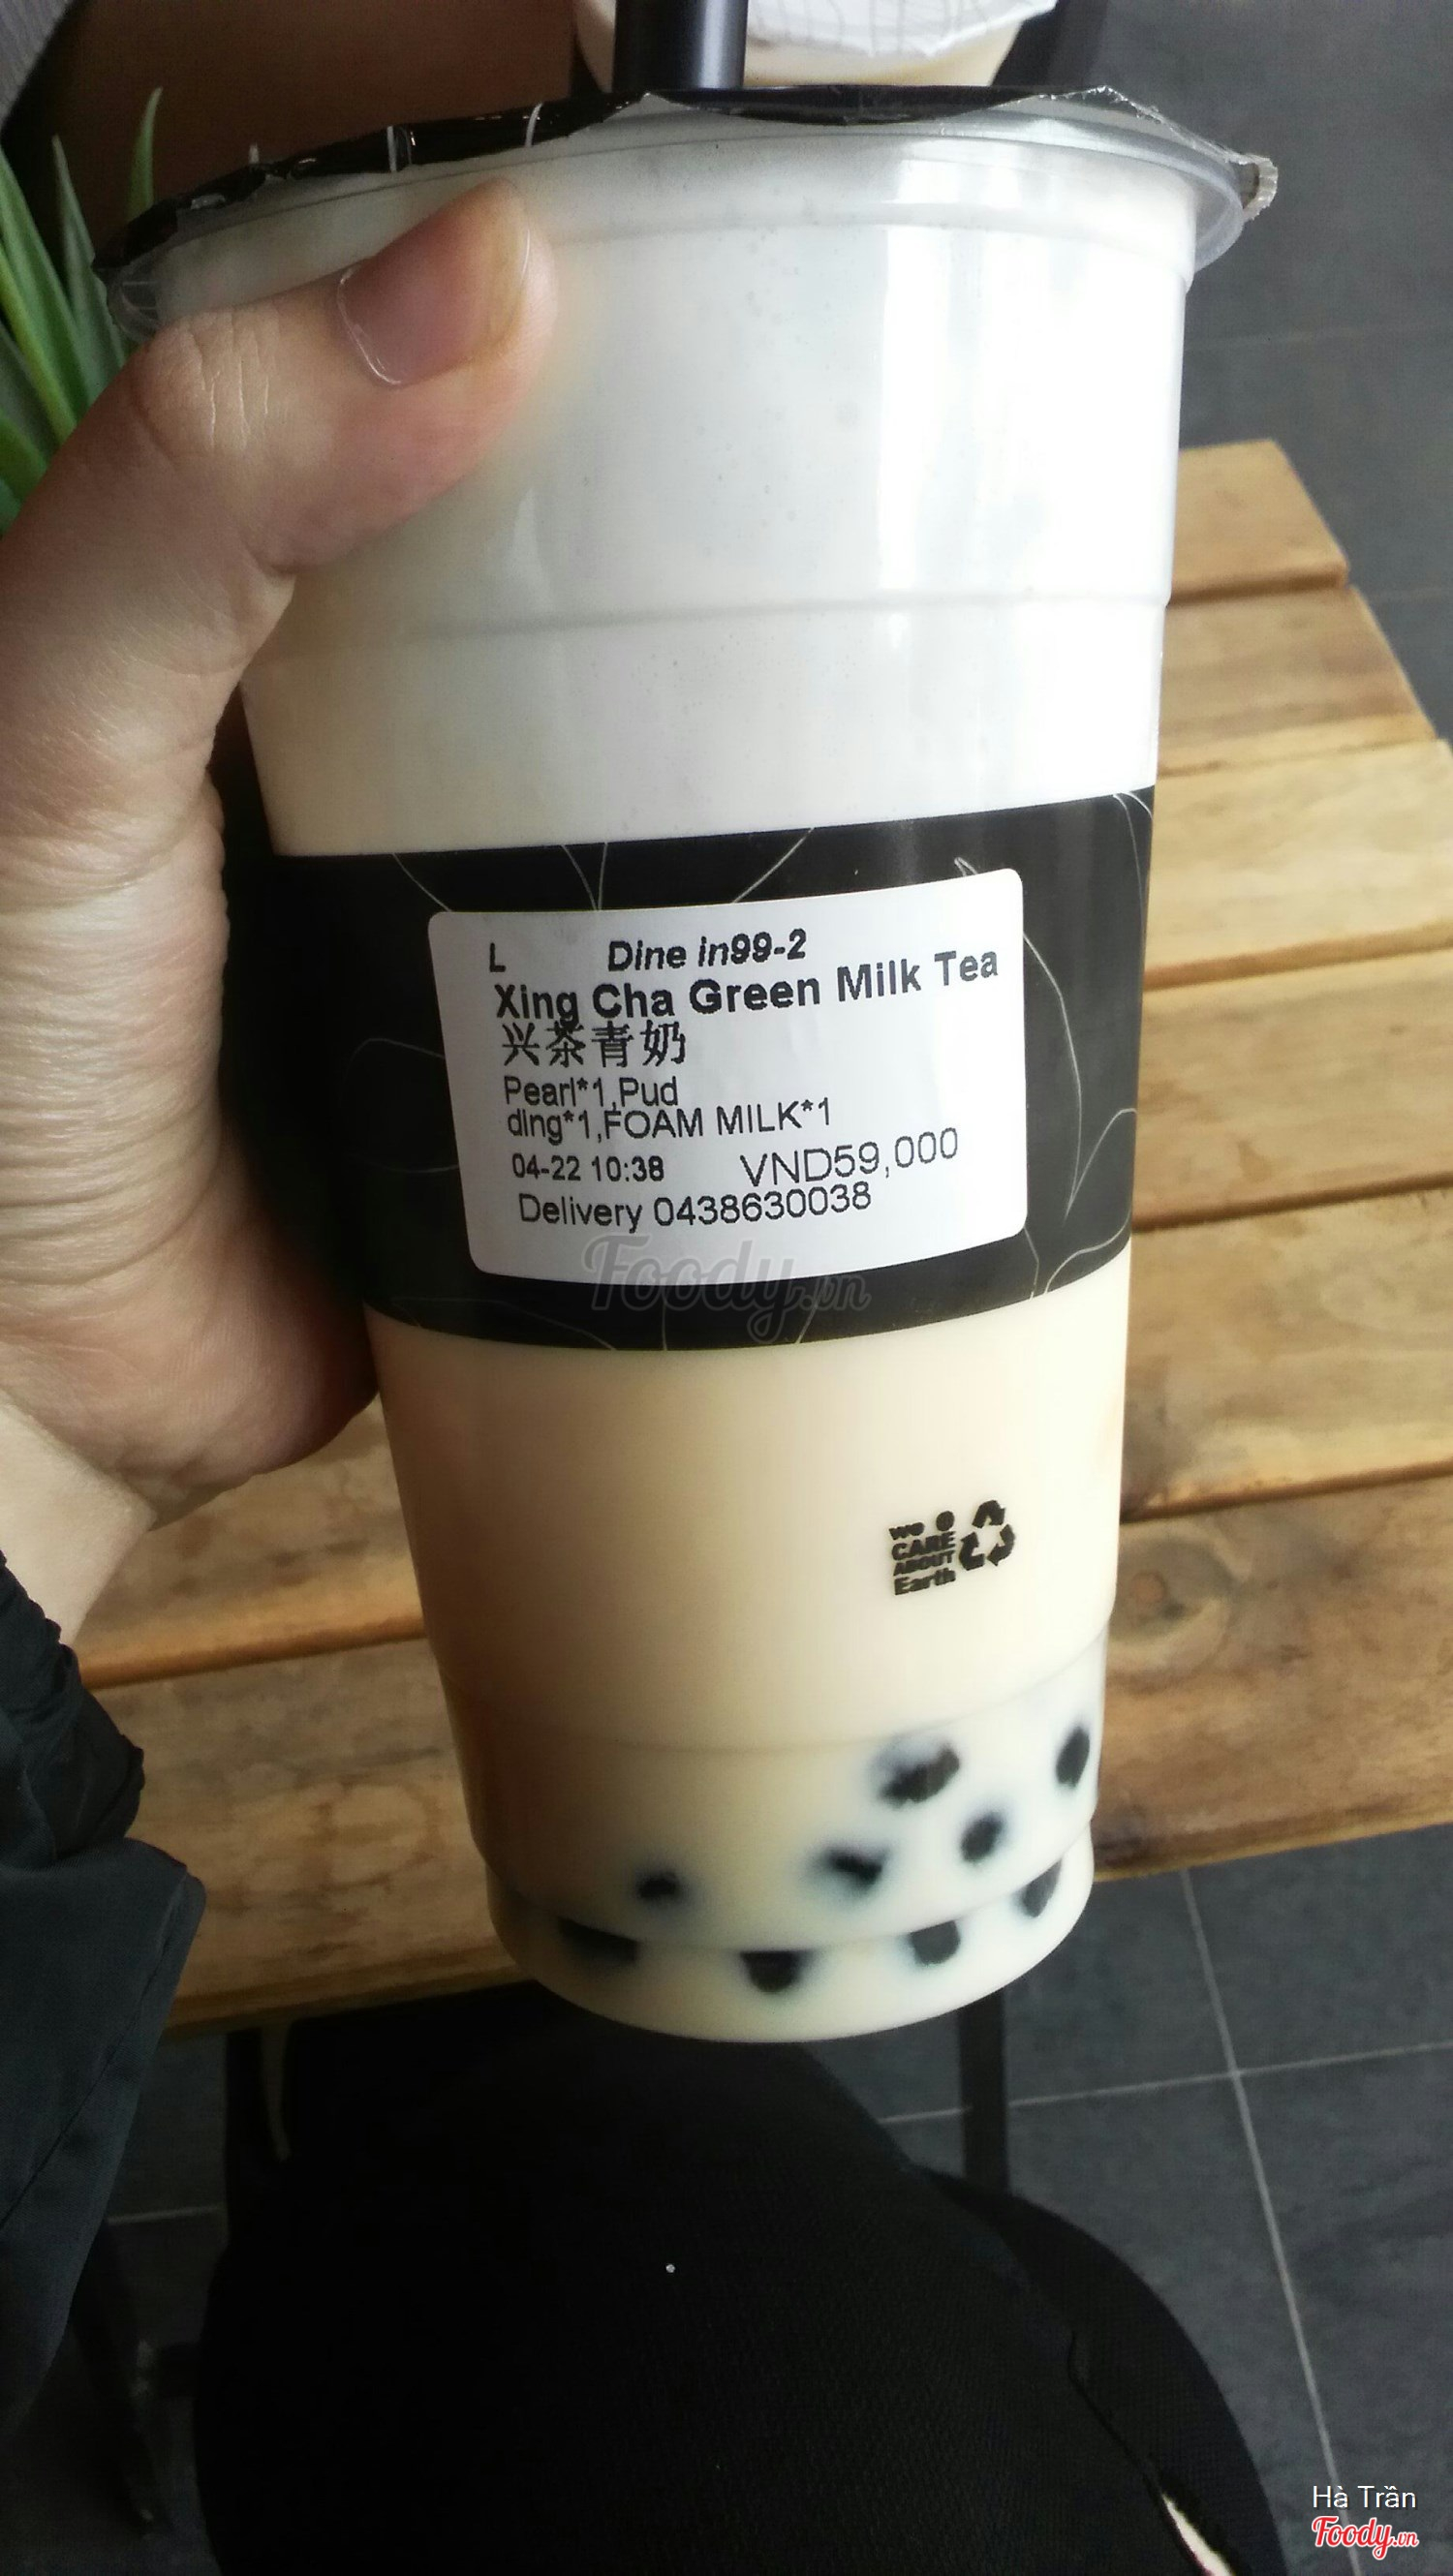 L Dine in99-2
Xing Cha Green Milk Tea
兴茶青奶
Pearl*1,Pud
ding*1,FOAM MILK*1
04-22 10:38 VND59,000
Delivery 0438630038
Foody.vn
we
CARE
ABOUT
Earth
Hà Trần
Foody.vn